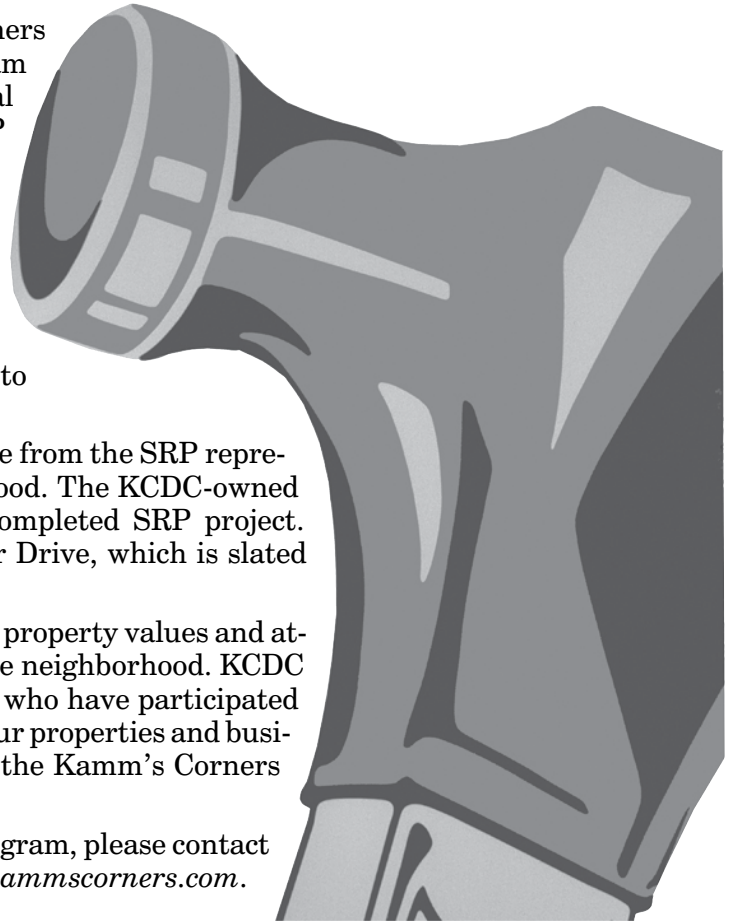 ners
am
al
P
to
e from the SRP repre-
ood. The KCDC-owned
ompleted SRP project.
r Drive, which is slated
property values and at-
e neighborhood. KCDC
who have participated
ur properties and busi-
the Kamm's Corners
gram, please contact
ammscorners.com.